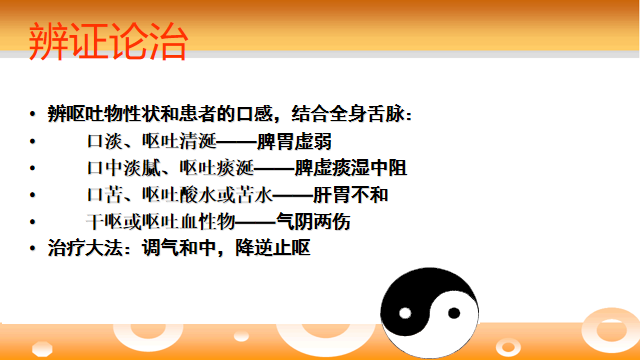 辨证论治
• 辨呕吐物性状和患者的口感，结合全身舌脉：
• 口淡、呕吐清涎——脾胃虚弱
• 口中淡腻、呕吐痰涎——脾虚痰湿中阻
• 口苦、呕吐酸水或苦水——肝胃不和
• 干呕或呕吐血性物——气阴两伤
• 治疗大法：调气和中，降逆止呕